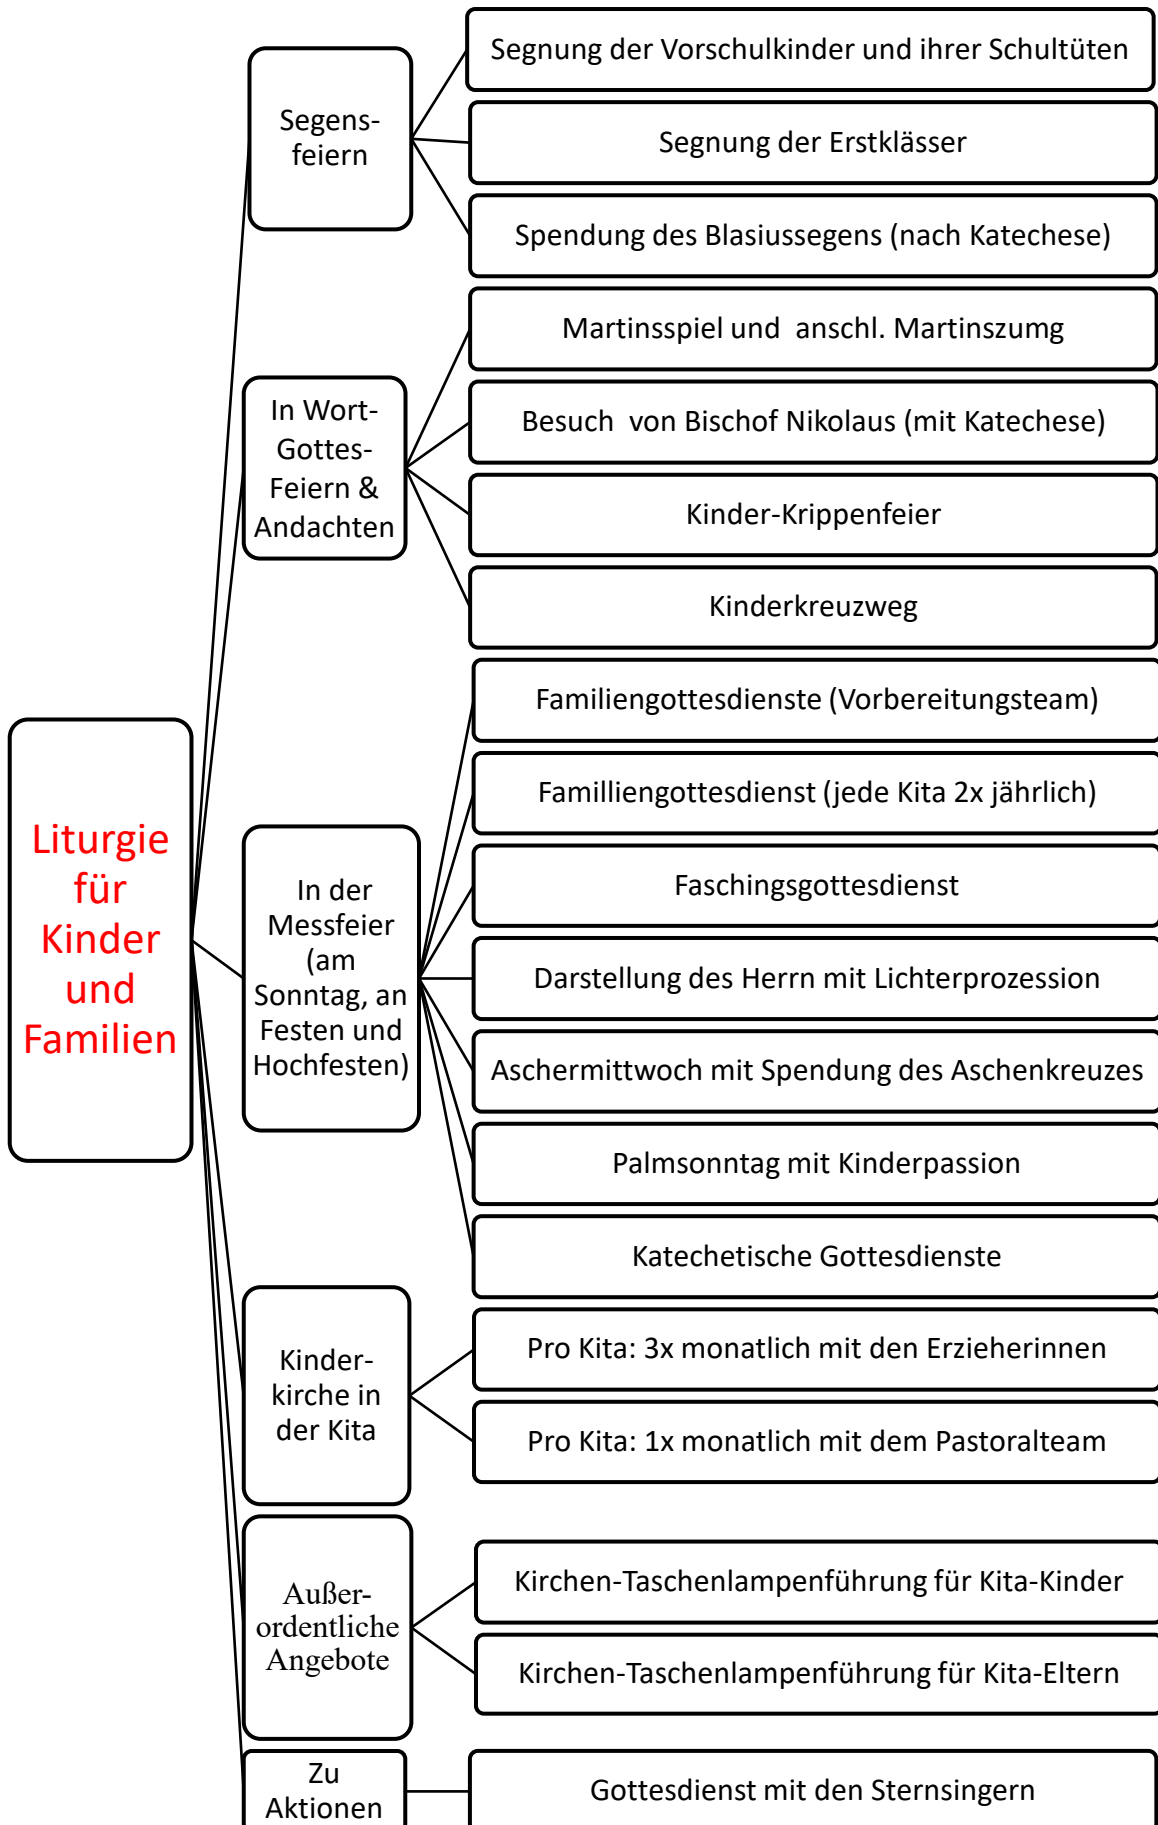 Liturgie
für
Kinder
und
Familien
Segens-
feiern
Segnung der Vorschulkinder und ihrer Schultüten
Segnung der Erstklässer
Spendung des Blasiussegens (nach Katechese)
In Wort-
Gottes-
Feiern &
Andachten
Martinsspiel und  anschl. Martinszumg
Besuch  von Bischof Nikolaus (mit Katechese)
Kinder-Krippenfeier
Kinderkreuzweg
In der
Messfeier
(am
Sonntag, an
Festen und
Hochfesten)
Familiengottesdienste (Vorbereitungsteam)
Familliengottesdienst (jede Kita 2x jährlich)
Faschingsgottesdienst
Darstellung des Herrn mit Lichterprozession
Aschermittwoch mit Spendung des Aschenkreuzes
Palmsonntag mit Kinderpassion
Katechetische Gottesdienste
Kinder-
kirche in
der Kita
Pro Kita: 3x monatlich mit den Erzieherinnen
Pro Kita: 1x monatlich mit dem Pastoralteam
Außer-
ordentliche
Angebote
Kirchen-Taschenlampenführung für Kita-Kinder
Kirchen-Taschenlampenführung für Kita-Eltern
Zu
Aktionen
Gottesdienst mit den Sternsingern